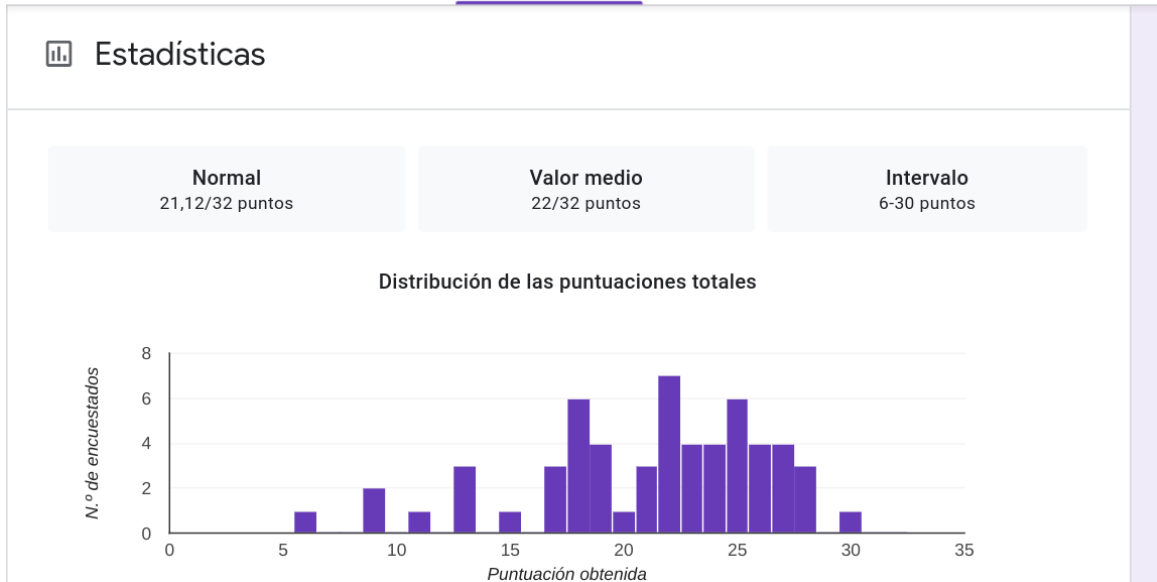 Estadísticas
Normal
21,12/32 puntos
Valor medio
22/32 puntos
Intervalo
6-30 puntos
Distribución de las puntuaciones totales
N.º de encuestados
8
6
4
2
0
0 5 10 15 20 25 30 35
Puntuación obtenida